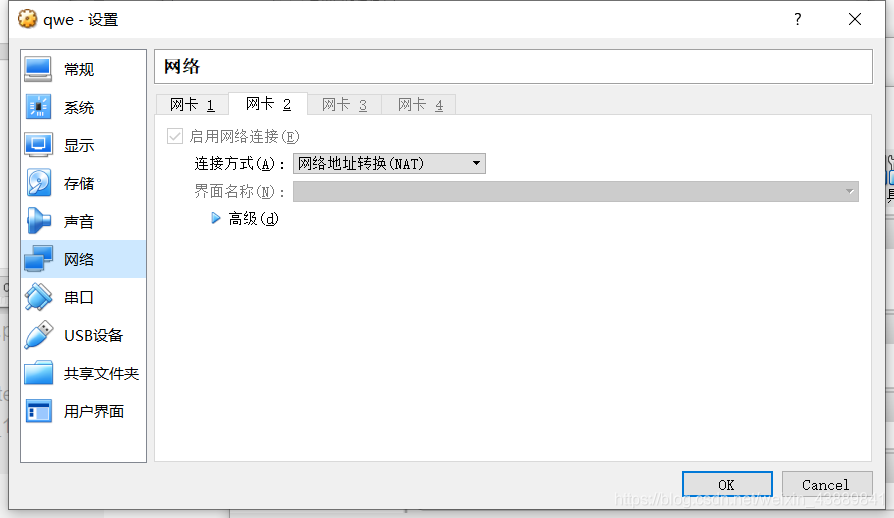 qwe - 设置
?
常规
系统
显示
存储
声音
网络
串口
USB设备
共享文件夹
用户界面
网络
网卡 1 网卡 2 网卡 3 网卡 4
启用网络连接(E)
连接方式(A): 网络地址转换(NAT)
界面名称(N):
高级(d)
OK Cancel
https://blog.csdn.net/weixin_43889841